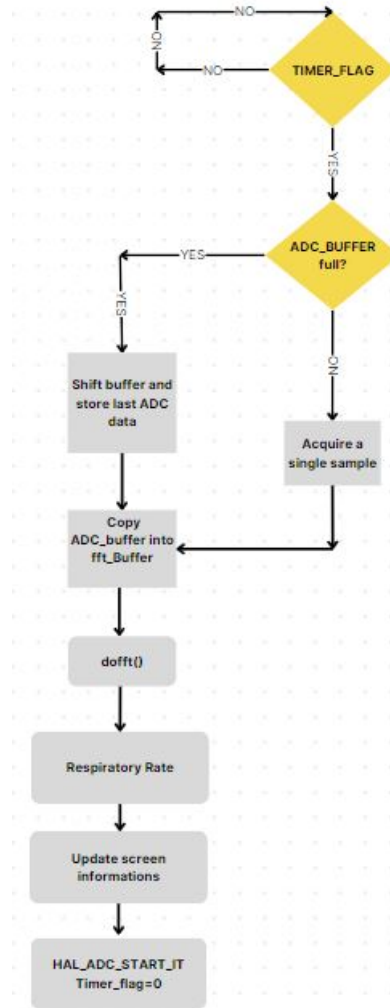 NO
NO
NO
TIMER_FLAG
YES
ADC_BUFFER
full?
YES
YES
NO
Shift buffer and
store last ADC
data
Acquire a
single sample
Copy
ADC_buffer into
fft_Buffer
dofft()
Respiratory Rate
Update screen
informations
HAL_ADC_START_IT
Timer_flag=0